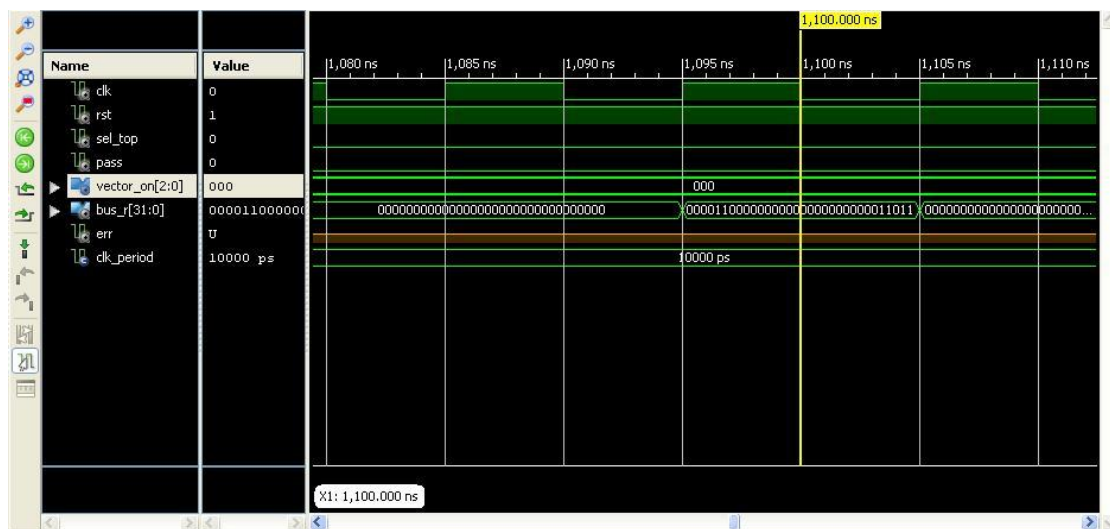 1,100.000 ns
Name Value 1,080 ns 1,085 ns 1,090 ns 1,095 ns 1,100 ns 1,105 ns 1,110 ns
clk 0
rst 1
sel_top 0
pass 0
vector_on[2:0] 000 000
bus_r[31:0] 000011000000 00000000000000000000000000000000 00001100000000000000000000011011 00000000000000000000000...
err U
clk_period 10000 ps 10000 ps
X1: 1,100.000 ns